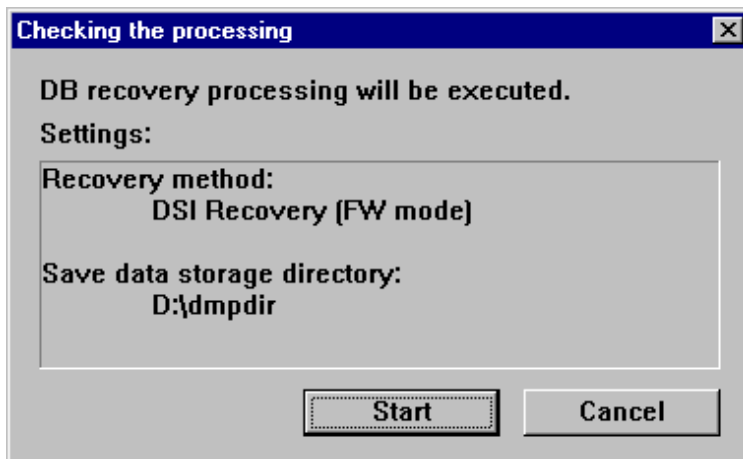 Checking the processing
DB recovery processing will be executed.
Settings:
Recovery method:
DSI Recovery (FW mode)
Save data storage directory:
D:\dmpdir
Start
Cancel